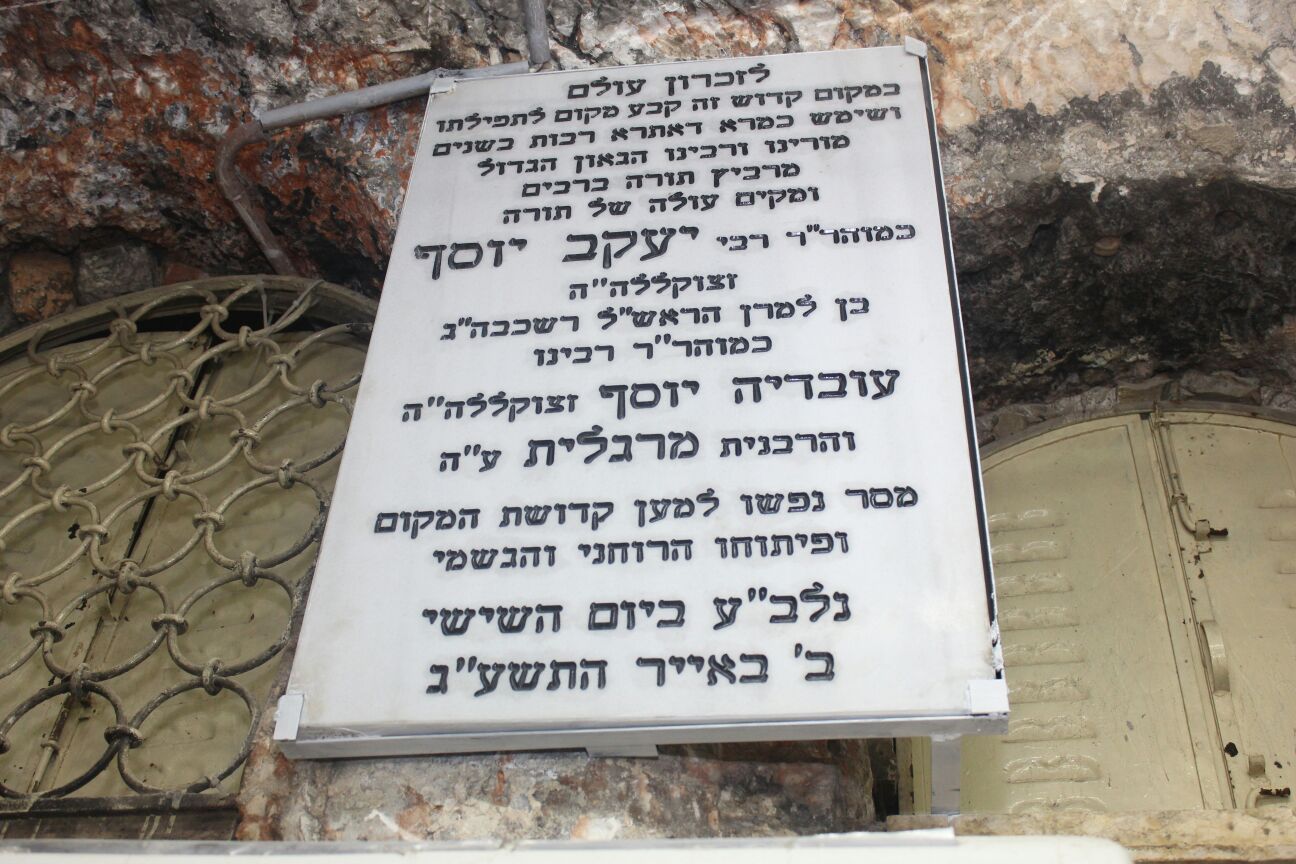 לזכרון עולם
במקום קדוש זה קבע מקום לתפילתו
ושימש כמרא דאתרא רבות בשנים
מורינו ורבינו הגאון הגדול
מרביץ תורה ברבים
ומקים עולה של תורה
כמוהר"ר רבי יעקב יוסף
זצוקללה"ה
בן למרן הראש"ל רשכבה"ג
כמוהר"ר רבינו
עובדיה יוסף זצוקללה"ה
והרבנית מרגלית ע"ה
מסר נפשו למען קדושת המקום
ופיתוחו הרוחני והגשמי
נלב"ע ביום השישי
ב' באייר התשע"ג